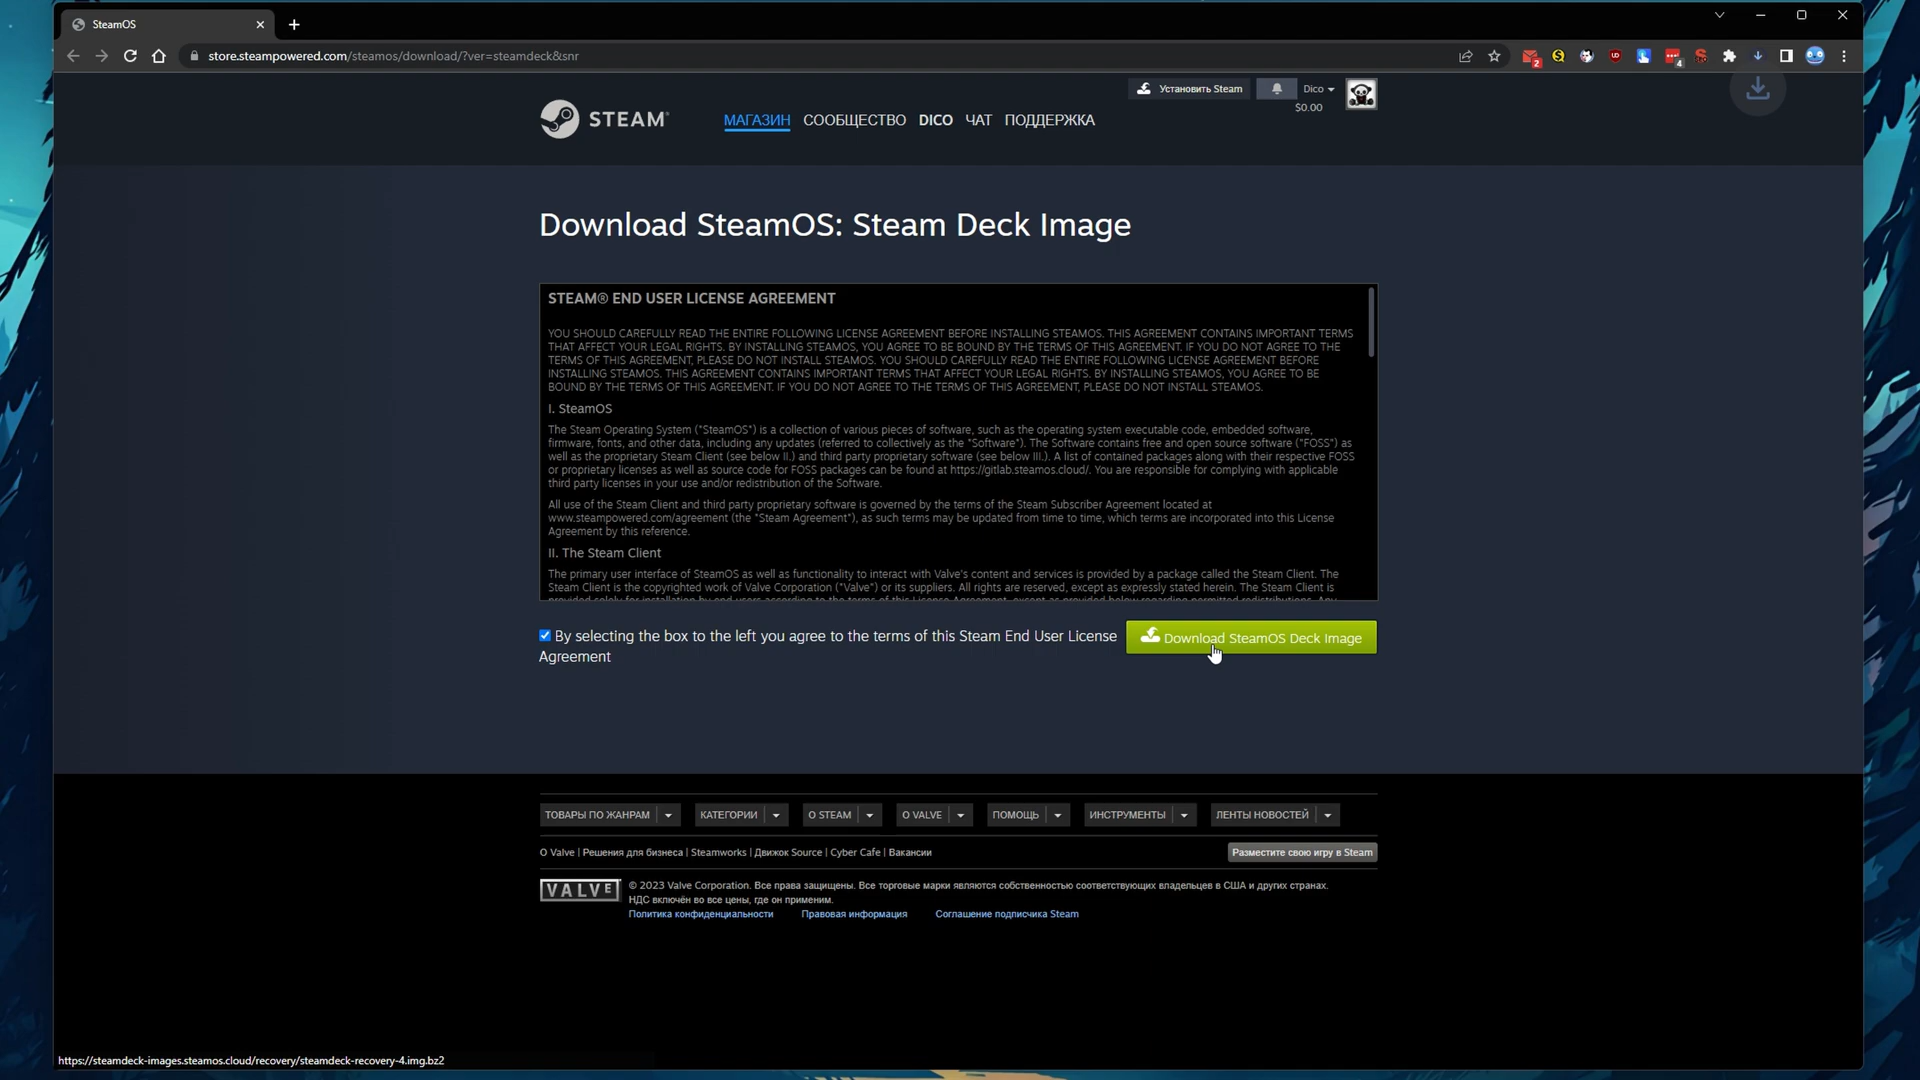 SteamOS
store.steampowered.com/steamos/download/?ver=steamdeck&snr
2
4
Установить Steam
Dico
$0.00
STEAM
МАГАЗИН СООБЩЕСТВО DICO ЧАТ ПОДДЕРЖКА
Download SteamOS: Steam Deck Image
STEAM® END USER LICENSE AGREEMENT
YOU SHOULD CAREFULLY READ THE ENTIRE FOLLOWING LICENSE AGREEMENT BEFORE INSTALLING STEAMOS. THIS AGREEMENT CONTAINS IMPORTANT TERMS
THAT AFFECT YOUR LEGAL RIGHTS. BY INSTALLING STEAMOS, YOU AGREE TO BE BOUND BY THE TERMS OF THIS AGREEMENT. IF YOU DO NOT AGREE TO THE
TERMS OF THIS AGREEMENT, PLEASE DO NOT INSTALL STEAMOS. YOU SHOULD CAREFULLY READ THE ENTIRE FOLLOWING LICENSE AGREEMENT BEFORE
INSTALLING STEAMOS. THIS AGREEMENT CONTAINS IMPORTANT TERMS THAT AFFECT YOUR LEGAL RIGHTS. BY INSTALLING STEAMOS, YOU AGREE TO BE
BOUND BY THE TERMS OF THIS AGREEMENT. IF YOU DO NOT AGREE TO THE TERMS OF THIS AGREEMENT, PLEASE DO NOT INSTALL STEAMOS.
I. SteamOS
The Steam Operating System ("SteamOS") is a collection of various pieces of software, such as the operating system executable code, embedded software,
firmware, fonts, and other data, including any updates (referred to collectively as the "Software"). The Software contains free and open source software ("FOSS") as
well as the proprietary Steam Client (see below II.) and third party proprietary software (see below III.). A list of contained packages along with their respective FOSS
or proprietary licenses as well as source code for FOSS packages can be found at https://gitlab.steamos.cloud/. You are responsible for complying with applicable
third party licenses in your use and/or redistribution of the Software.
All use of the Steam Client and third party proprietary software is governed by the terms of the Steam Subscriber Agreement located at
www.steampowered.com/agreement (the "Steam Agreement"), as such terms may be updated from time to time, which terms are incorporated into this License
Agreement by this reference.
II. The Steam Client
The primary user interface of SteamOS as well as functionality to interact with Valve's content and services is provided by a package called the Steam Client. The
Steam Client is the copyrighted work of Valve Corporation ("Valve") or its suppliers. All rights are reserved, except as expressly stated herein. The Steam Client is
By selecting the box to the left you agree to the terms of this Steam End User License
Agreement
Download SteamOS Deck Image
ТОВАРЫ ПО ЖАНРАМ КАТЕГОРИИ О STEAM О VALVE ПОМОЩЬ ИНСТРУМЕНТЫ ЛЕНТЫ НОВОСТЕЙ
О Valve | Решения для бизнеса | Steamworks | Движок Source | Cyber Cafe | Вакансии
Разместите свою игру в Steam
VALVE
© 2023 Valve Corporation. Все права защищены. Все торговые марки являются собственностью соответствующих владельцев в США и других странах.
НДС включён во все цены, где он применим.
Политика конфиденциальности Правовая информация Соглашение подписчика Steam
https://steamdeck-images.steamos.cloud/recovery/steamdeck-recovery-4.img.bz2